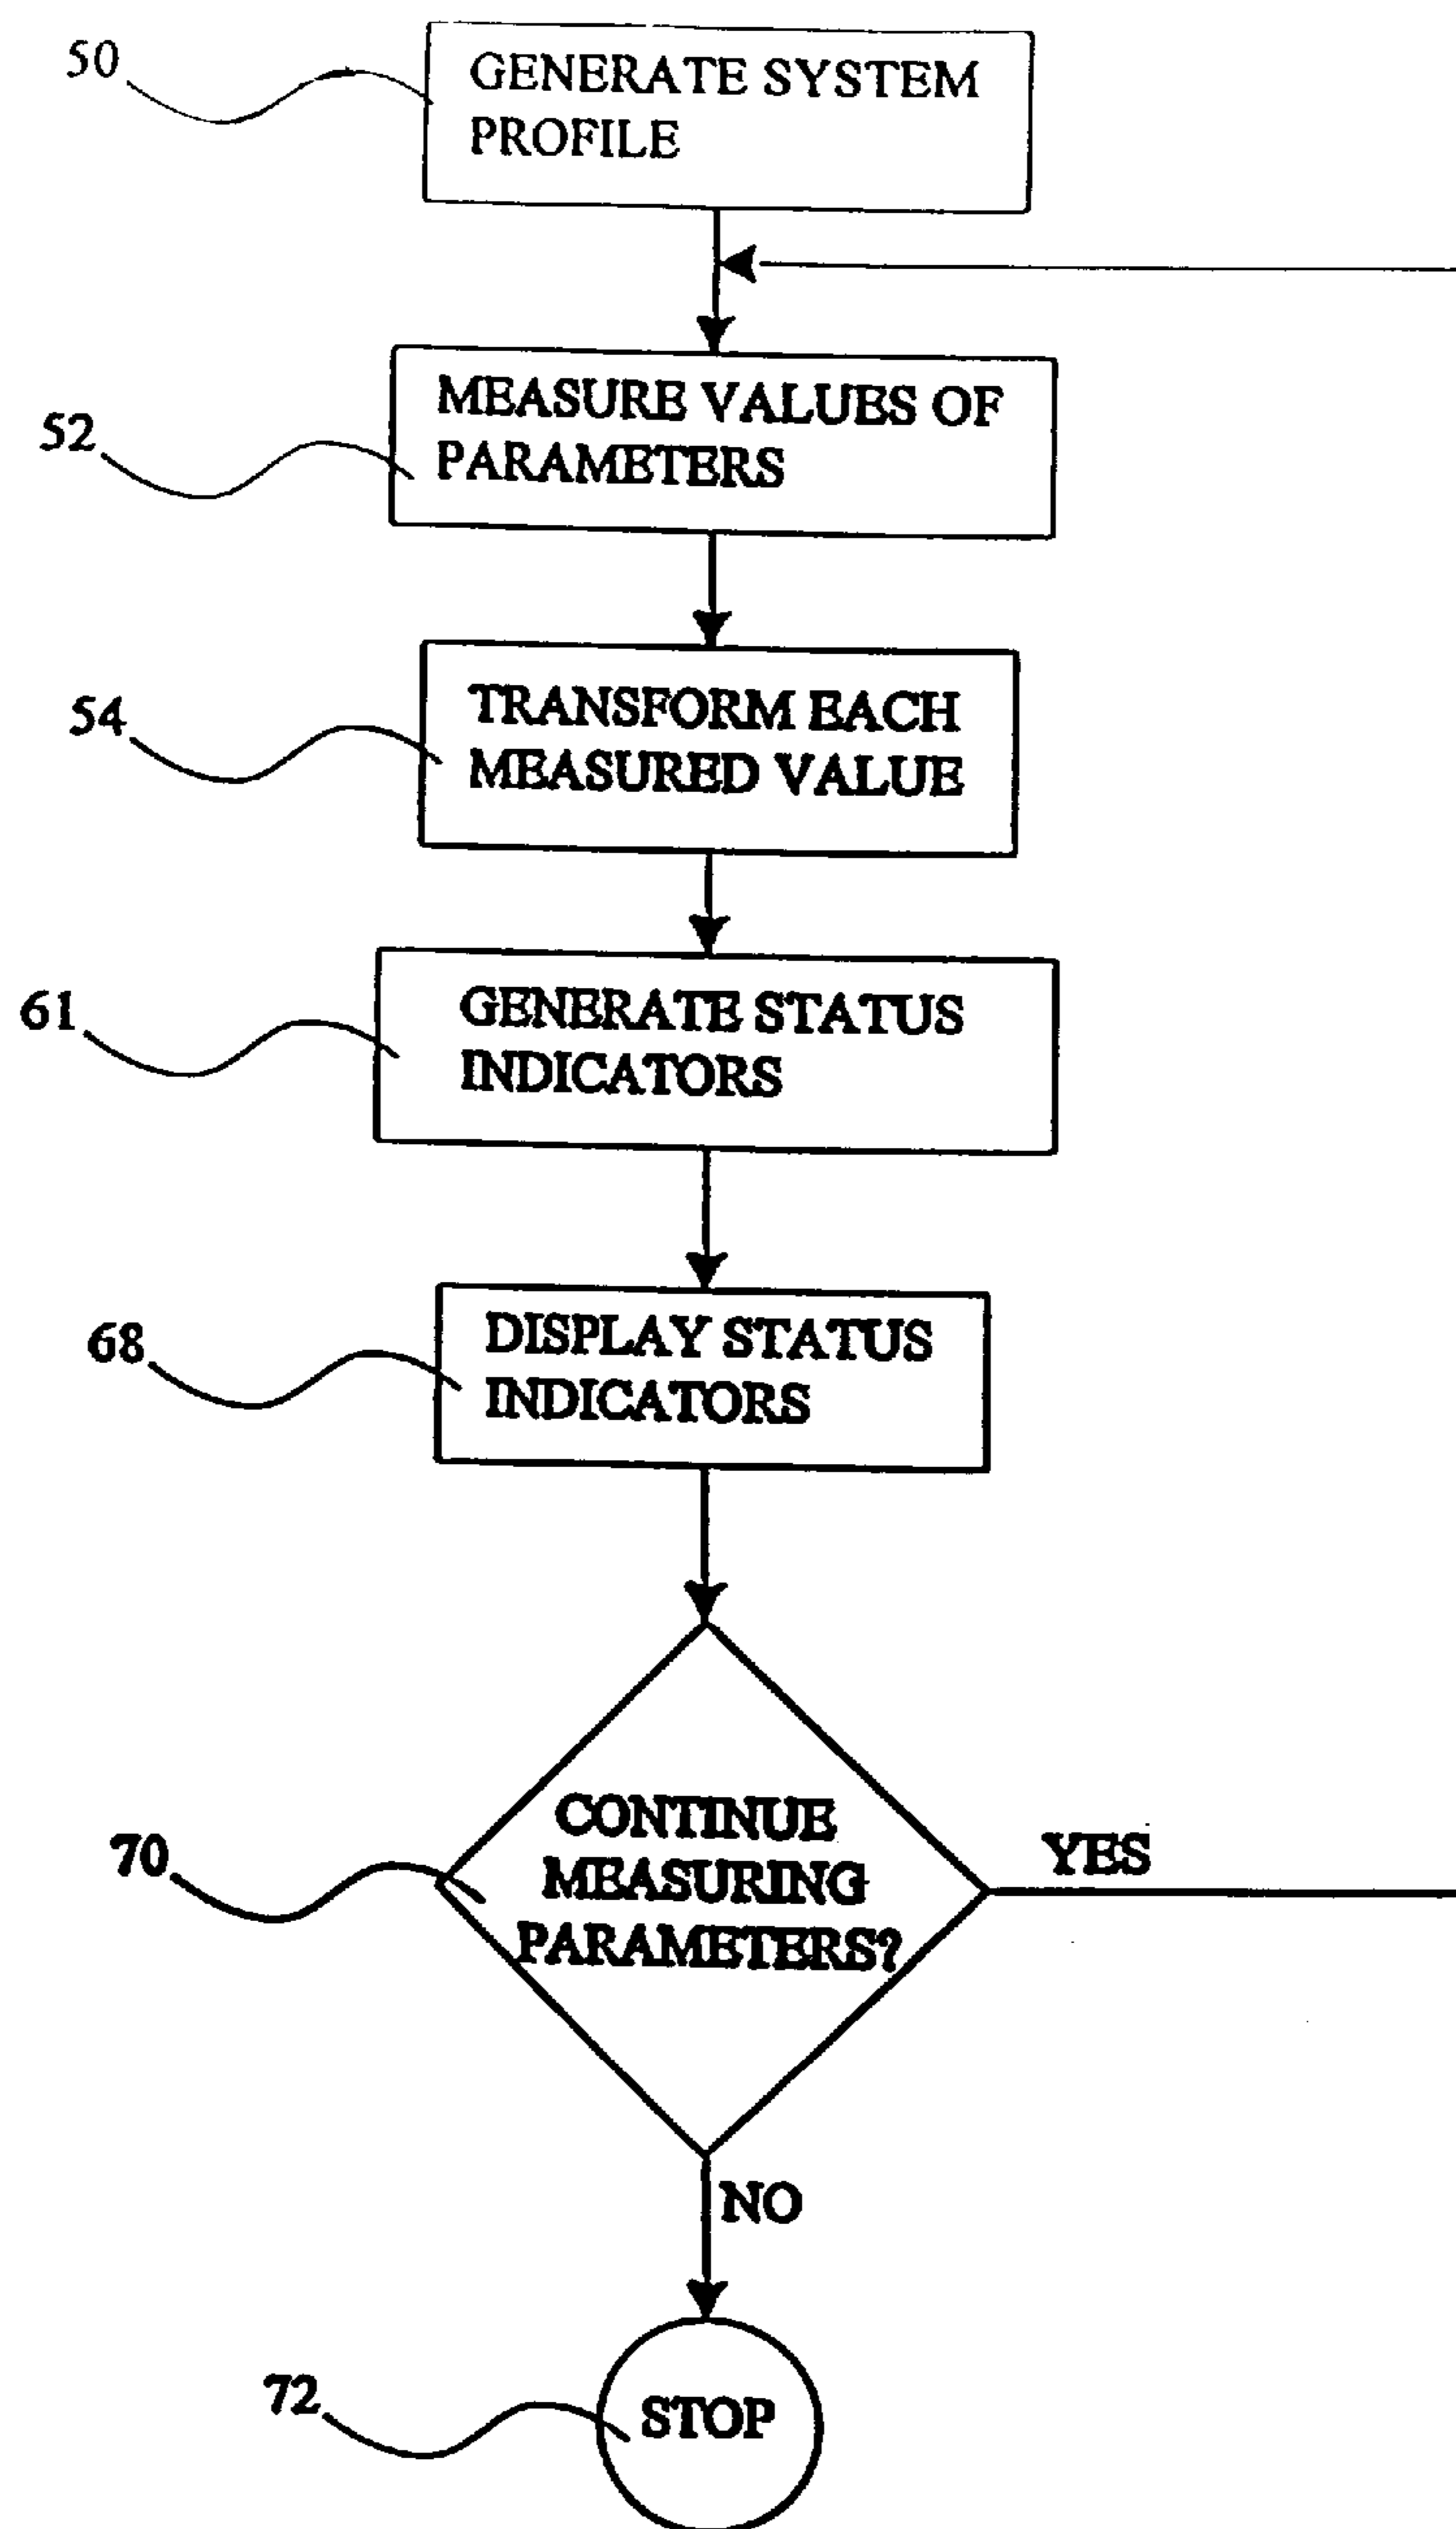 50
GENERATE SYSTEM
PROFILE
52
MEASURE VALUES OF
PARAMETERS
54
TRANSFORM EACH
MEASURED VALUE
61
GENERATE STATUS
INDICATORS
68
DISPLAY STATUS
INDICATORS
70
CONTINUE
MEASURING
PARAMETERS?
YES
NO
72
STOP